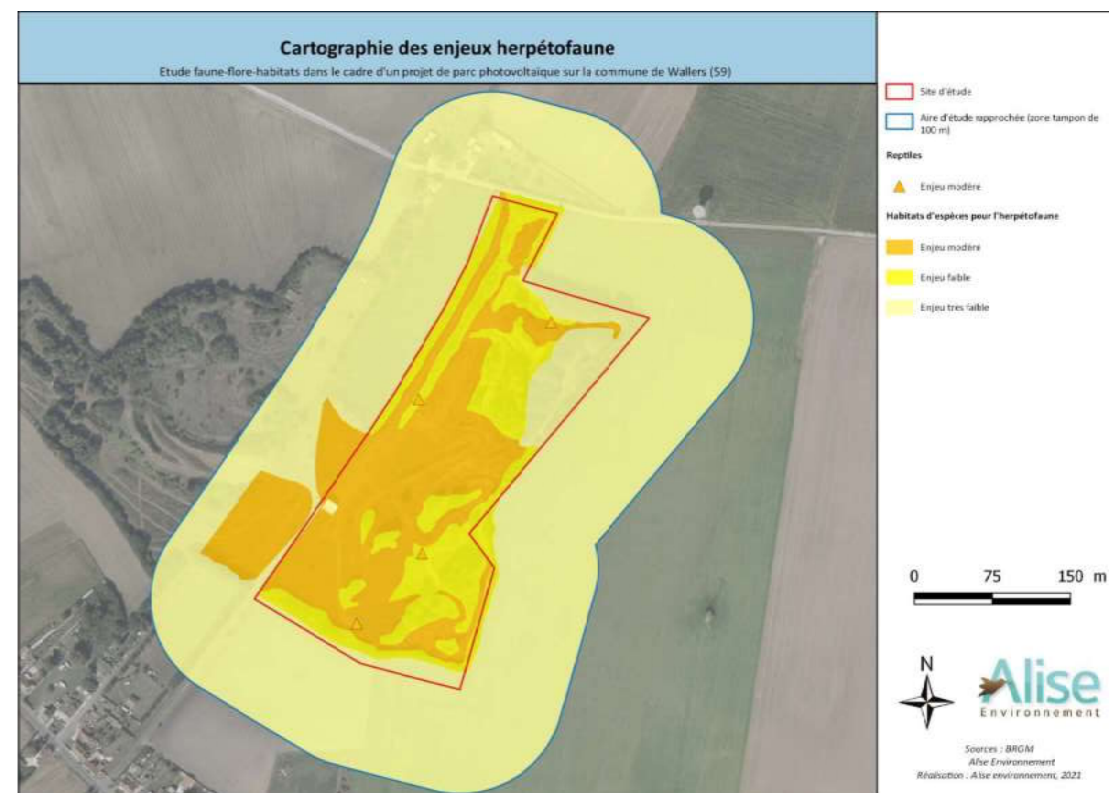 Cartographie des enjeux herpétofaune
Etude faune-flore-habitats dans le cadre d'un projet de parc photovoltaïque sur la commune de Wallers (59)
Site d'étude
Aire d'étude rapprochée (zone tampon de
100 m)
Reptiles
Enjeu modéré
Habitats d'espèces pour l'herpétofaune
Enjeu modéré
Enjeu faible
Enjeu très faible
0 75 150 m
N
Alise
Environnement
Sources : BRGM
Alise Environnement
Réalisation : Alise environnement, 2021